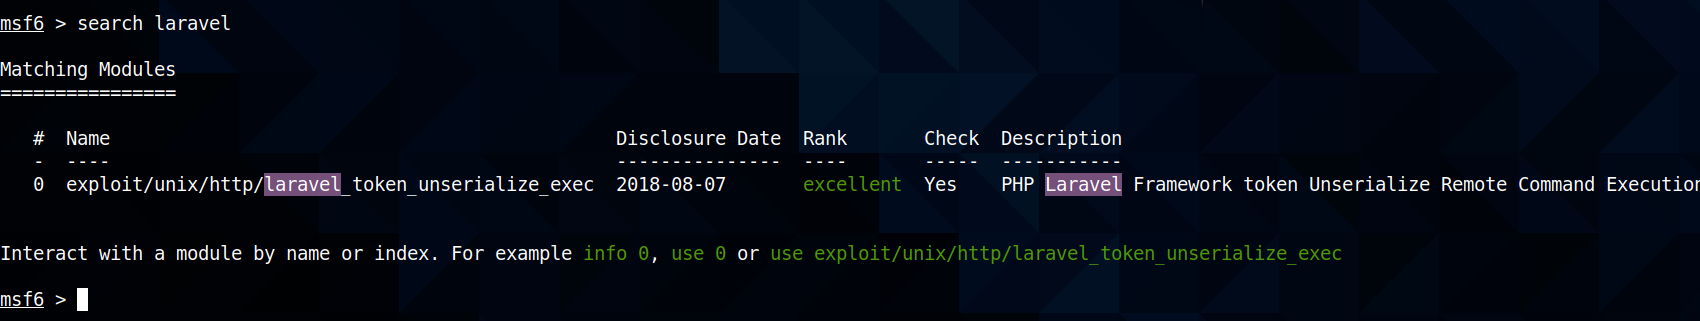 msf6 > search laravel
Matching Modules
================
#  Name                                              Disclosure Date  Rank       Check  Description
-  ----                                              ---------------  ----       -----  -----------
0  exploit/unix/http/laravel_token_unserialize_exec  2018-08-07       excellent  Yes    PHP Laravel Framework token Unserialize Remote Command Execution
Interact with a module by name or index. For example info 0, use 0 or use exploit/unix/http/laravel_token_unserialize_exec
msf6 >